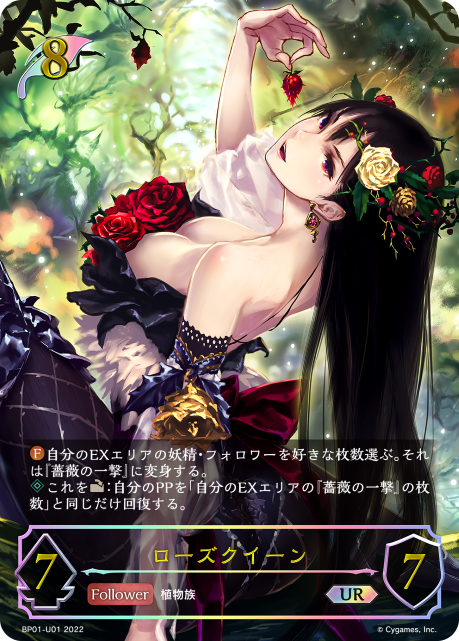 8
F 自分のEXエリアの妖精・フォロワーを好きな枚数選ぶ。それ
は『薔薇の一撃』に変身する。
これを：自分のPPを「自分のEXエリアの『薔薇の一撃』の枚
数」と同じだけ回復する。
ローズクイーン
7
7
Follower 植物族
UR
BP01-U01 2022
© Cygames, Inc.